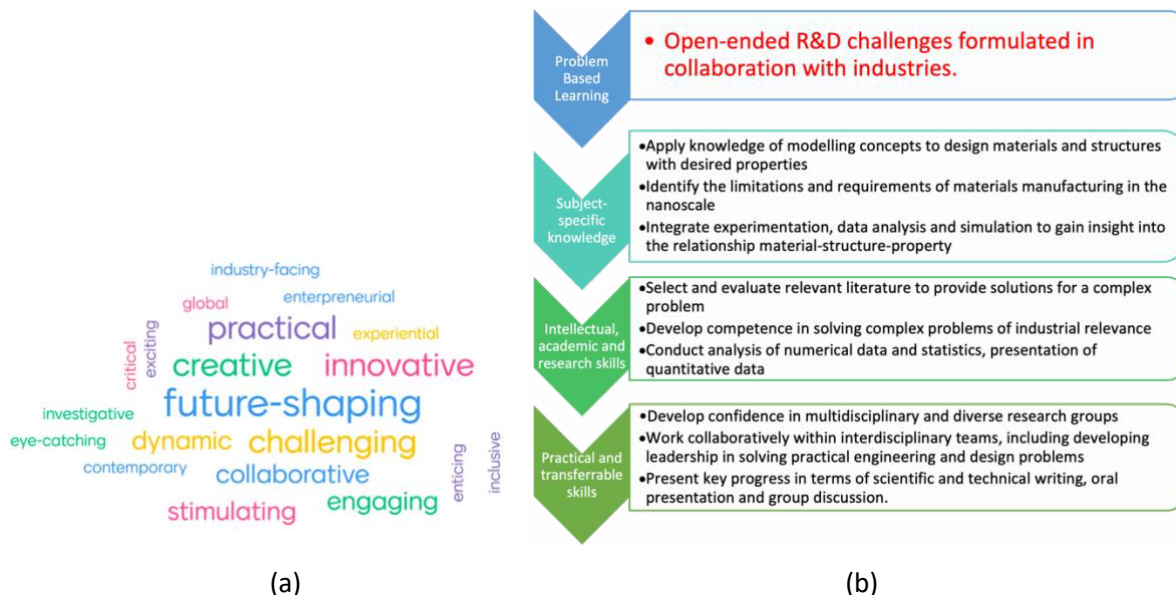 industry-facing
global
enterpreneurial
practical
experiential
critical
exciting
creative
innovative
future-shaping
investigative
eye-catching
dynamic
challenging
contemporary
collaborative
enticing
inclusive
stimulating
engaging
(a)
Problem
Based
Learning
• Open-ended R&D challenges formulated in
collaboration with industries.
Subject-
specific
knowledge
•Apply knowledge of modelling concepts to design materials and structures
with desired properties
•Identify the limitations and requirements of materials manufacturing in the
nanoscale
•Integrate experimentation, data analysis and simulation to gain insight into
the relationship material-structure-property
Intellectual,
academic and
research skills
•Select and evaluate relevant literature to provide solutions for a complex
problem
•Develop competence in solving complex problems of industrial relevance
•Conduct analysis of numerical data and statistics, presentation of
quantitative data
Practical and
transferrable
skills
•Develop confidence in multidisciplinary and diverse research groups
•Work collaboratively within interdisciplinary teams, including developing
leadership in solving practical engineering and design problems
•Present key progress in terms of scientific and technical writing, oral
presentation and group discussion.
(b)